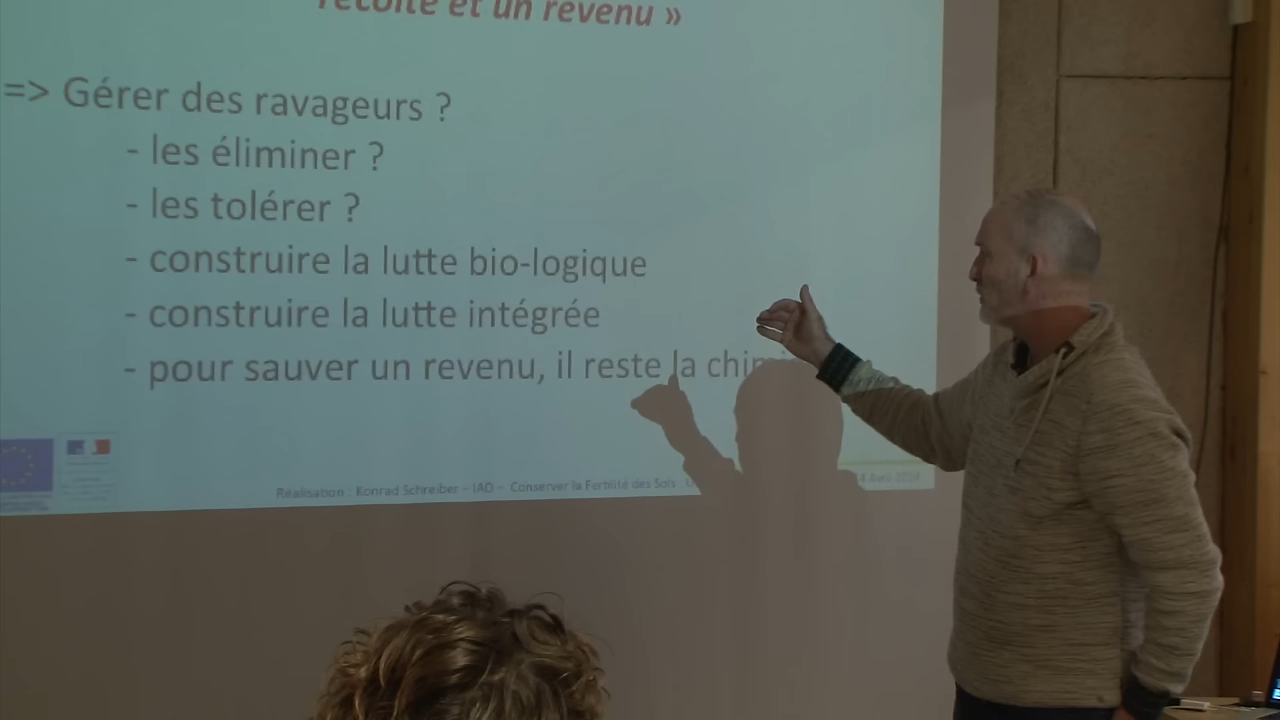 récolte et un revenu »
=> Gérer des ravageurs ?
- les éliminer ?
- les tolérer ?
- construire la lutte bio-logique
- construire la lutte intégrée
- pour sauver un revenu, il reste la
Réalisation : Konrad Schreiber – IAD – Conserver la Fertilité des Sols